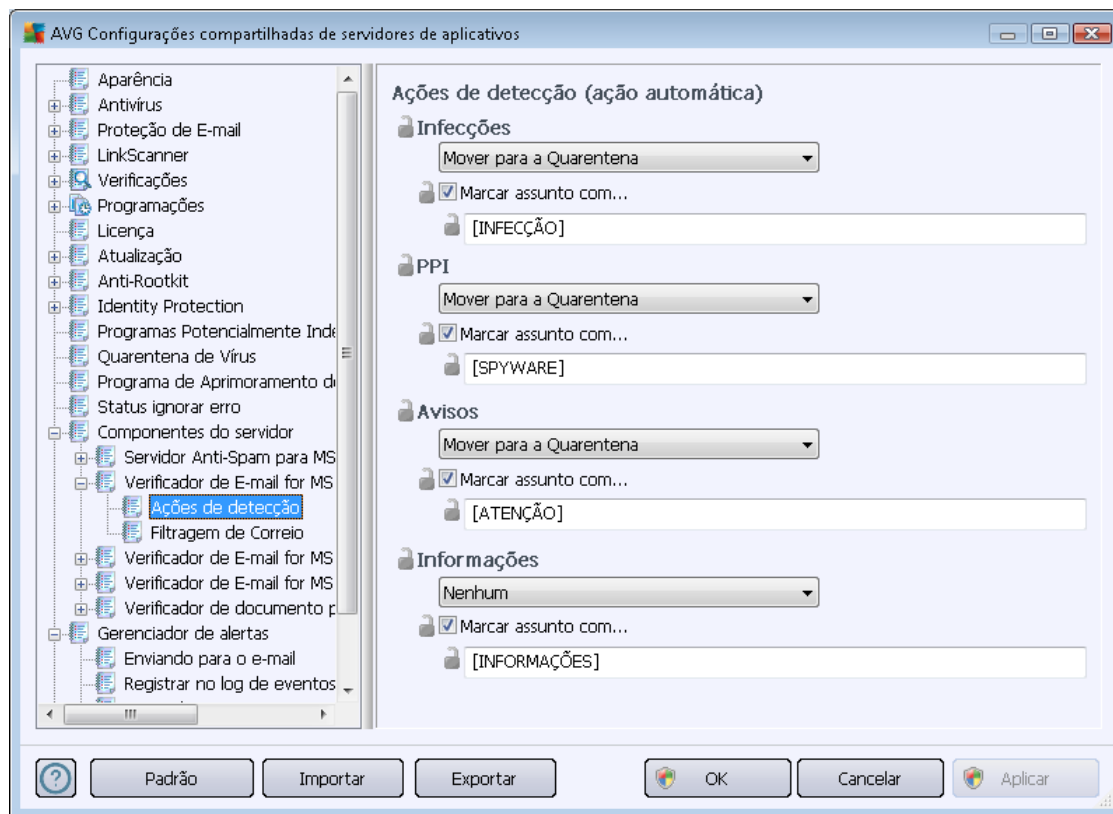 AVG Configurações compartilhadas de servidores de aplicativos
Aparência
Antivírus
Proteção de E-mail
LinkScanner
Verificações
Programações
Licença
Atualização
Anti-Rootkit
Identity Protection
Programas Potencialmente Inde
Quarentena de Vírus
Programa de Aprimoramento d
Status ignorar erro
Componentes do servidor
Servidor Anti-Spam para MS
Verificador de E-mail for MS
Ações de detecção
Filtragem de Correio
Verificador de E-mail for MS
Verificador de E-mail for MS
Verificador de documento p
Gerenciador de alertas
Enviando para o e-mail
Registrar no log de eventos
Ações de detecção (ação automática)
Infecções
Mover para a Quarentena
Marcar assunto com...
[INFECÇÃO]
PPI
Mover para a Quarentena
Marcar assunto com...
[SPYWARE]
Avisos
Mover para a Quarentena
Marcar assunto com...
[ATENÇÃO]
Informações
Nenhum
Marcar assunto com...
[INFORMAÇÕES]
Padrão
Importar
Exportar
OK
Cancelar
Aplicar